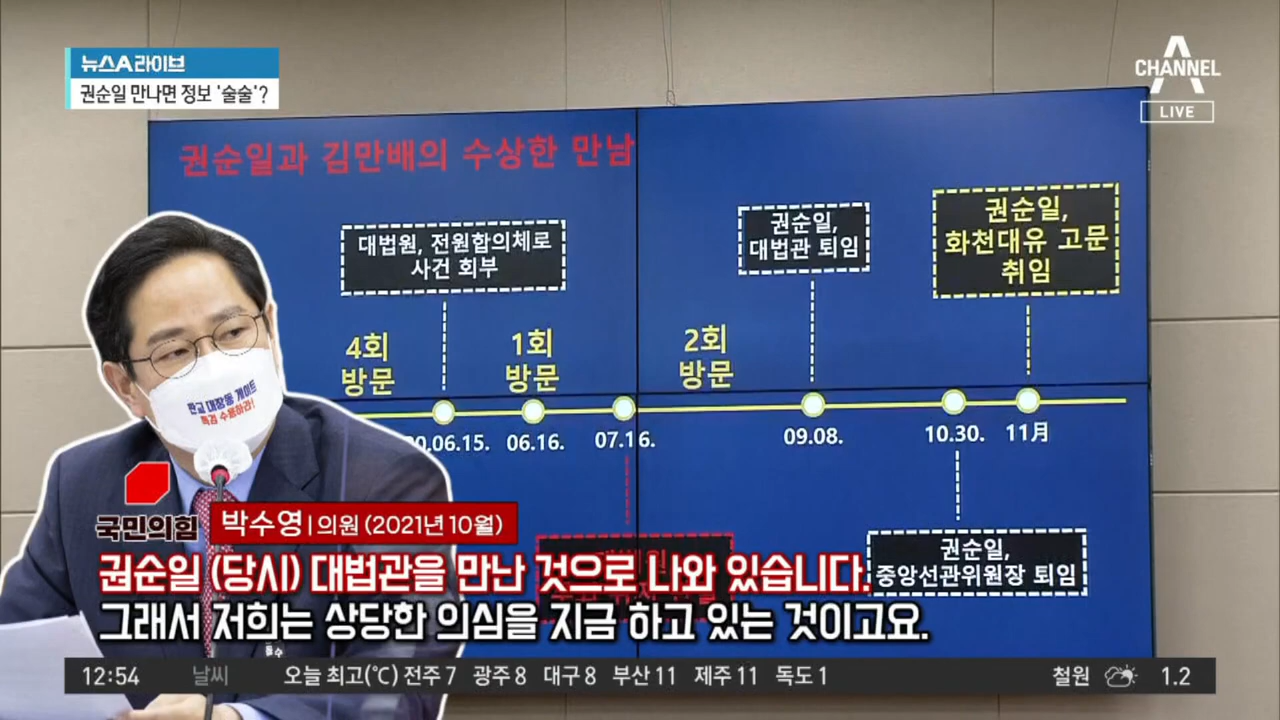 뉴스A 라이브
권순일 만나면 정보 '술술'?
CHANNEL A
LIVE
권순일과 김만배의 수상한 만남
대법원, 전원합의체로
사건 회부
권순일,
대법관 퇴임
권순일,
화천대유 고문
취임
4회
방문
1회
방문
2회
방문
0.06.15.
06.16.
07.16.
09.08.
10.30.
11月
판교 대장동 게이트
특검 수용하라!
권순일,
중앙선관위원장 퇴임
국민의힘
박수영 | 의원 (2021년 10월)
권순일 (당시) 대법관을 만난 것으로 나와 있습니다.
그래서 저희는 상당한 의심을 지금 하고 있는 것이고요.
12:54 날씨 오늘 최고(℃) 전주 7 광주 8 대구 8 부산 11 제주 11 독도 1 철원 1.2